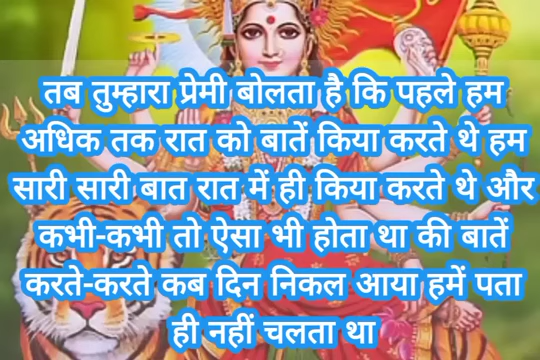 तब तुम्हारा प्रेमी बोलता है कि पहले हम
अधिक तक रात को बातें किया करते थे हम
सारी सारी बात रात में ही किया करते थे और
कभी-कभी तो ऐसा भी होता था की बातें
करते-करते कब दिन निकल आया हमें पता
ही नहीं चलता था